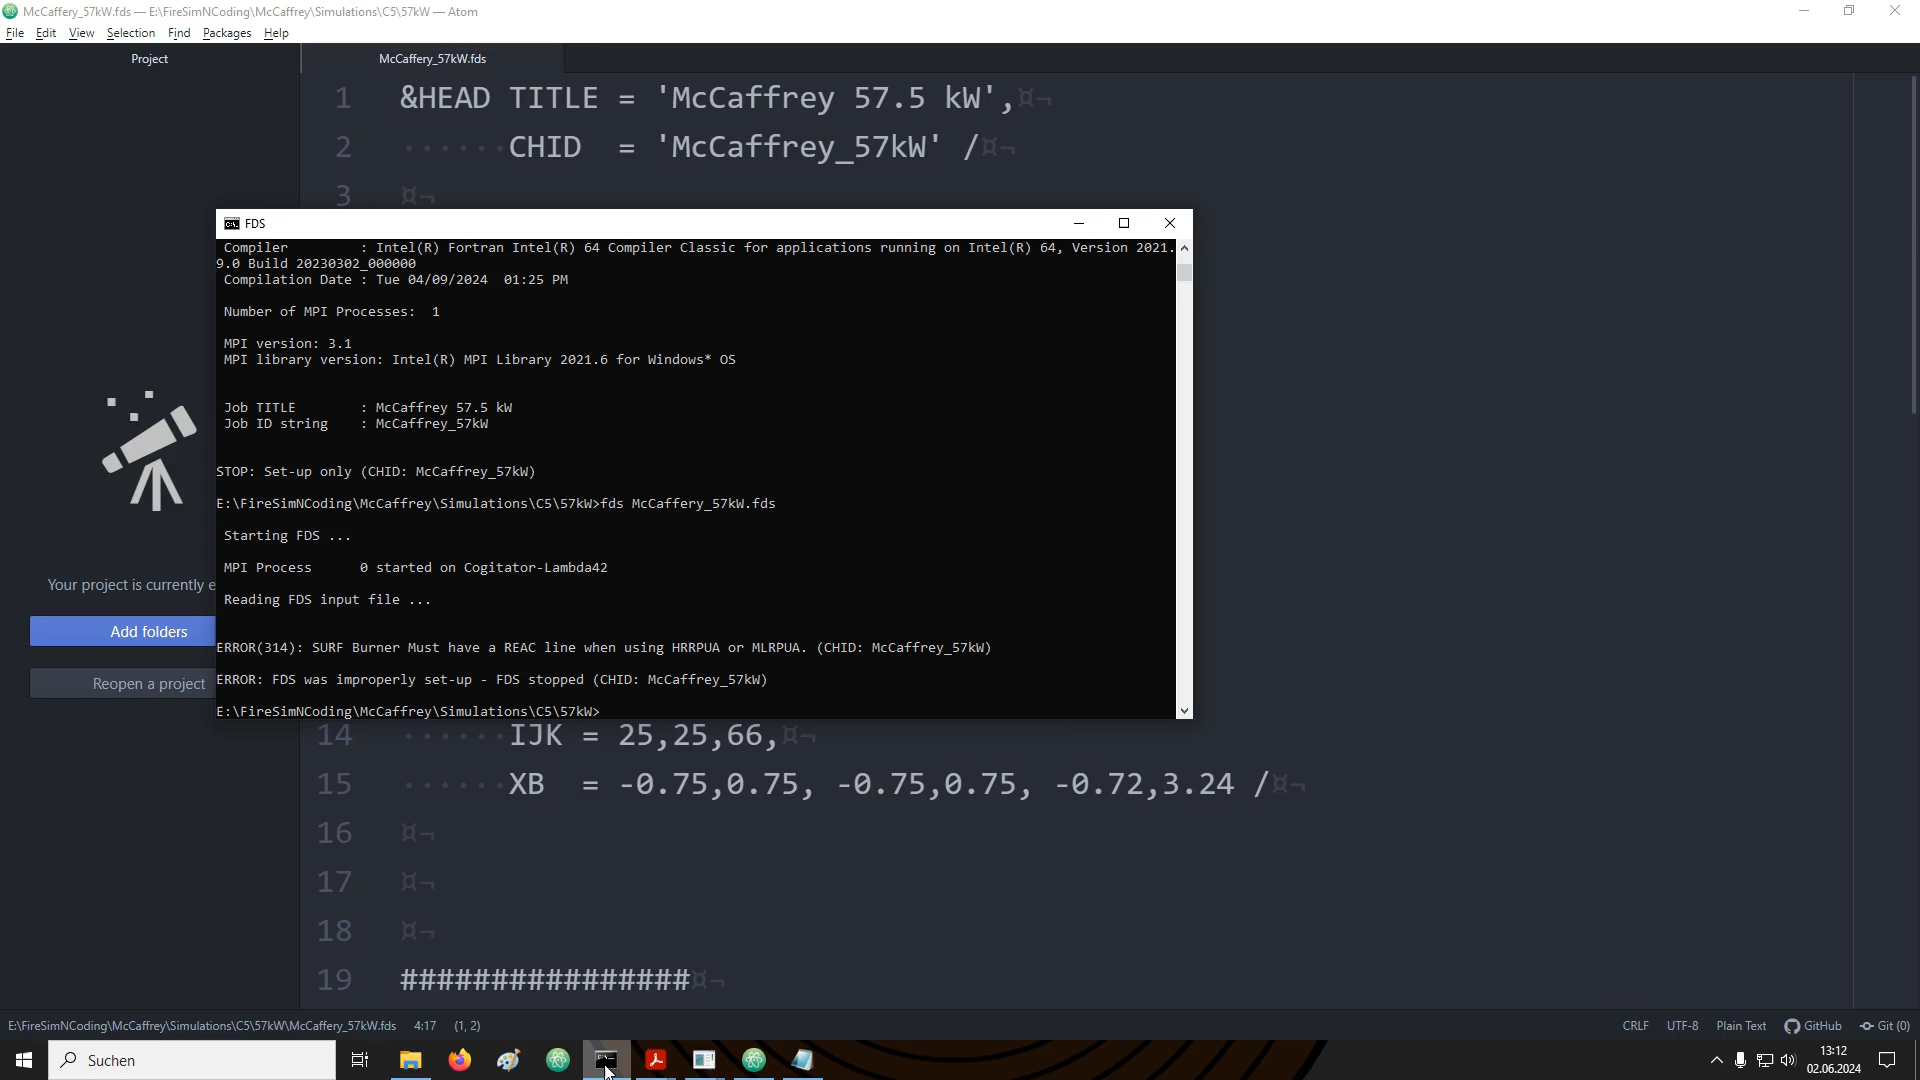 McCaffery_57kW.fds — E:\FireSimNCoding\McCaffrey\Simulations\C5\57kW — Atom
File Edit View Selection Find Packages Help
Project
McCaffery_57kW.fds
1 &HEAD TITLE = 'McCaffrey 57.5 kW',¤¬
2 ······CHID  = 'McCaffrey_57kW' /¤¬
3 ¤¬
FDS
Compiler : Intel(R) Fortran Intel(R) 64 Compiler Classic for applications running on Intel(R) 64, Version 2021.
9.0 Build 20230302_000000
Compilation Date : Tue 04/09/2024  01:25 PM
Number of MPI Processes:  1
MPI version: 3.1
MPI library version: Intel(R) MPI Library 2021.6 for Windows* OS
Job TITLE : McCaffrey 57.5 kW
Job ID string : McCaffrey_57kW
STOP: Set-up only (CHID: McCaffrey_57kW)
E:\FireSimNCoding\McCaffrey\Simulations\C5\57kW>fds McCaffery_57kW.fds
Starting FDS ...
MPI Process 0 started on Cogitator-Lambda42
Reading FDS input file ...
ERROR(314): SURF Burner Must have a REAC line when using HRRPUA or MLRPUA. (CHID: McCaffrey_57kW)
ERROR: FDS was improperly set-up - FDS stopped (CHID: McCaffrey_57kW)
E:\FireSimNCoding\McCaffrey\Simulations\C5\57kW>
Your project is currently e
Add folders
Reopen a project
14 ······IJK = 25,25,66,¤¬
15 ······XB  = -0.75,0.75, -0.75,0.75, -0.72,3.24 /¤¬
16 ¤¬
17 ¤¬
18 ¤¬
19 ################¤¬
E:\FireSimNCoding\McCaffrey\Simulations\C5\57kW\McCaffery_57kW.fds 4:17 (1, 2) CRLF UTF-8 Plain Text GitHub Git (0)
Suchen
13:12
02.06.2024